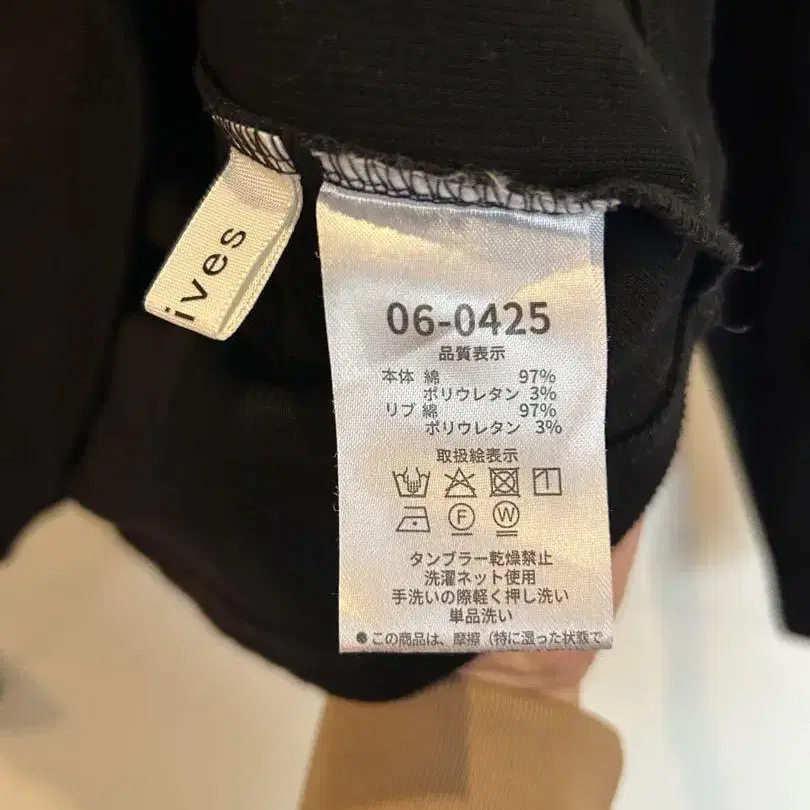 ives
06-0425
品質表示
本体 綿 97%
ポリウレタン 3%
リブ 綿 97%
ポリウレタン 3%
取扱絵表示
F W
タンブラー乾燥禁止
洗濯ネット使用
手洗いの際軽く押し洗い
単品洗い
●この商品は、摩擦（特に湿った状態で